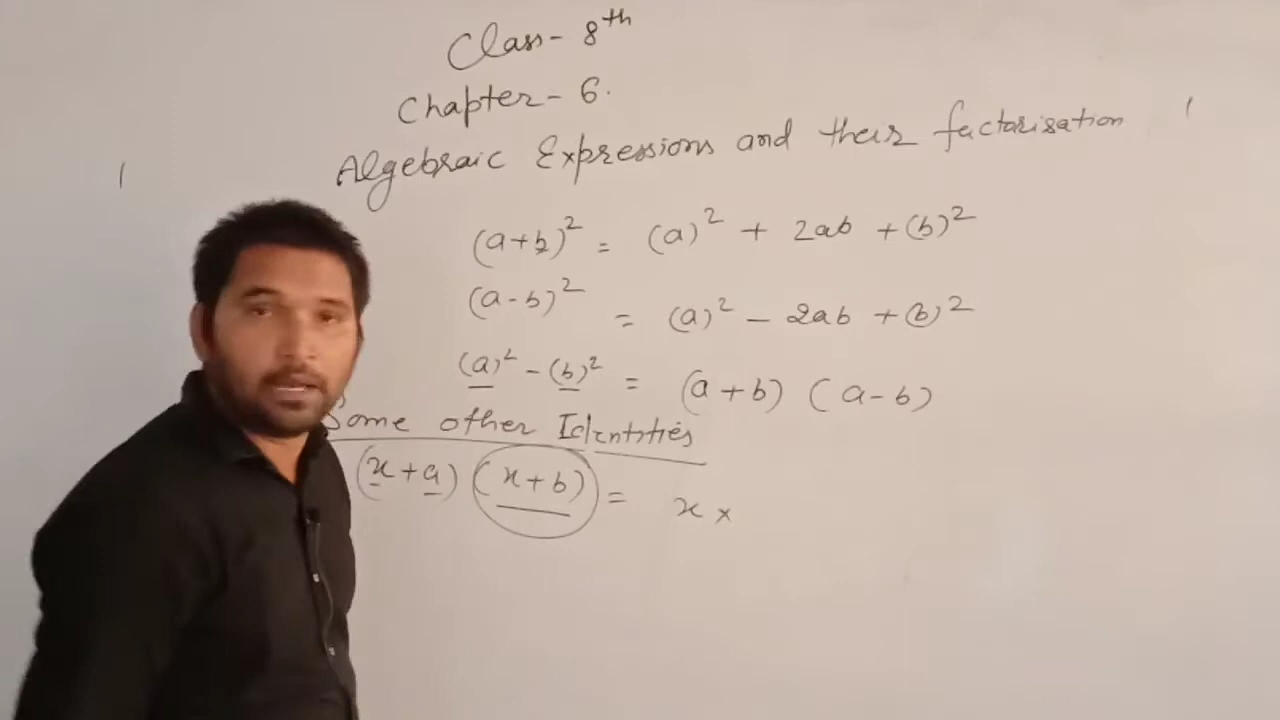 Class - 8th
Chapter - 6.
Algebraic Expressions and their factorisation
(a+b)² = (a)² + 2ab + (b)²
(a-b)² = (a)² - 2ab + (b)²
(a)² - (b)² = (a+b) (a-b)
Some other Identities
(x+a) (x+b) = x ×